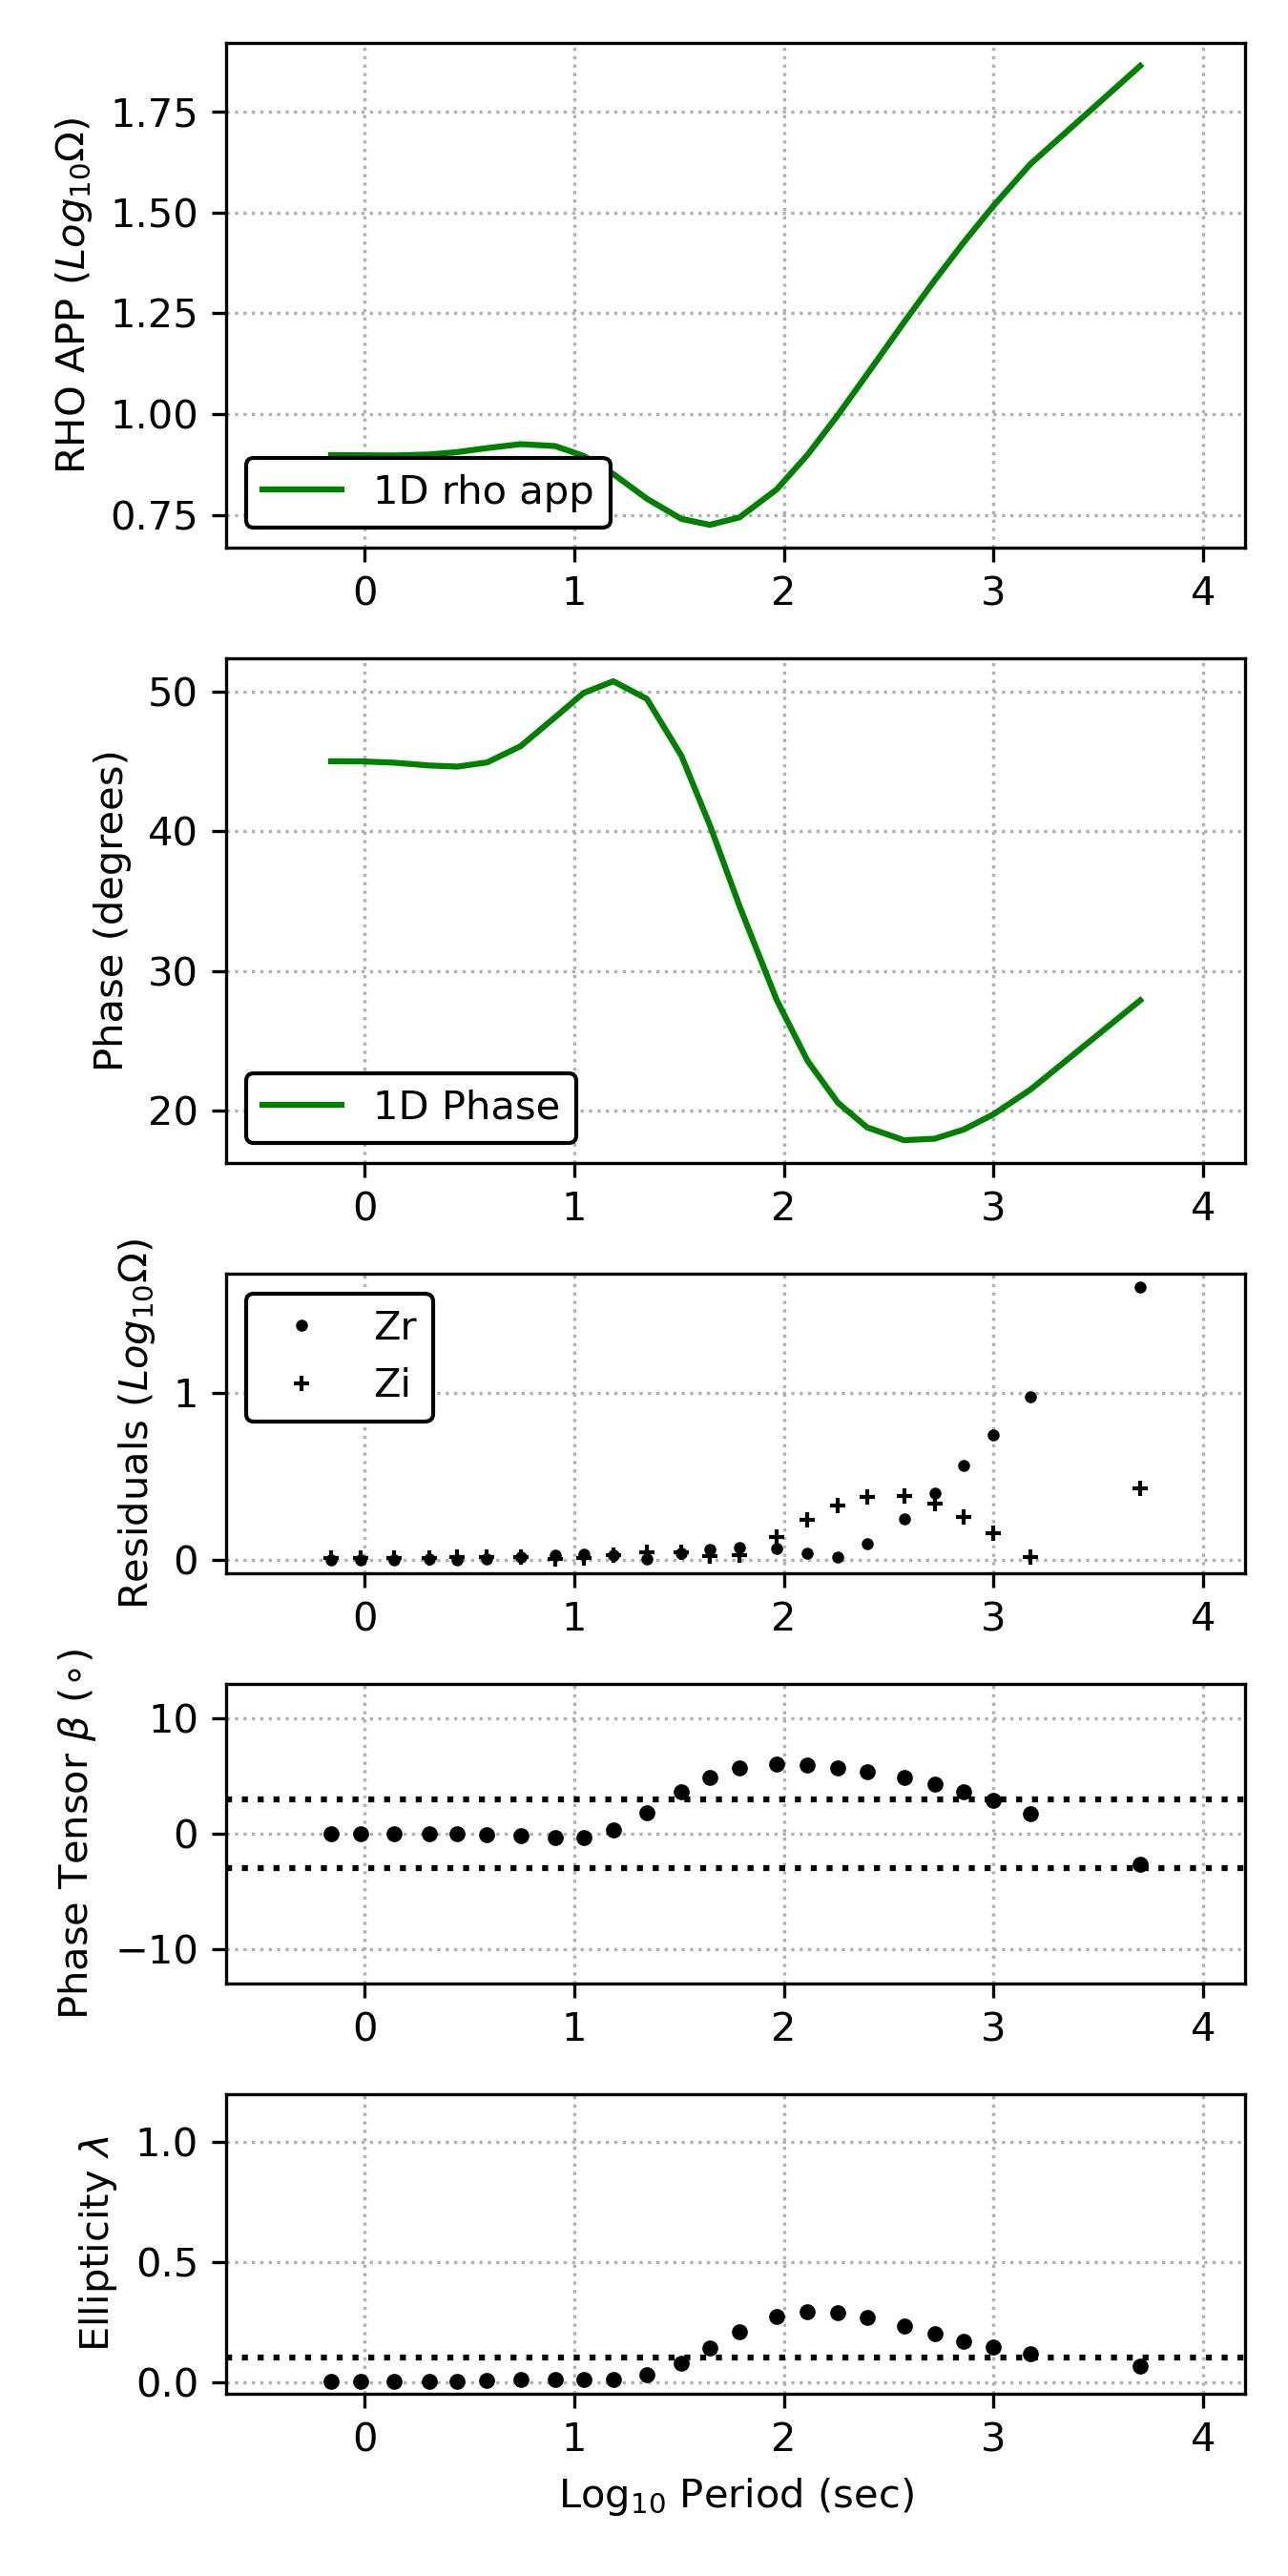 RHO APP (Log₁₀Ω)
1.75
1.50
1.25
1.00
0.75
1D rho app
0 1 2 3 4
Phase (degrees)
50
40
30
20
1D Phase
0 1 2 3 4
Residuals (Log₁₀Ω)
1
0
Zr
Zi
0 1 2 3 4
Phase Tensor β (∘)
10
0
−10
0 1 2 3 4
Ellipticity λ
1.0
0.5
0.0
0 1 2 3 4
Log₁₀ Period (sec)